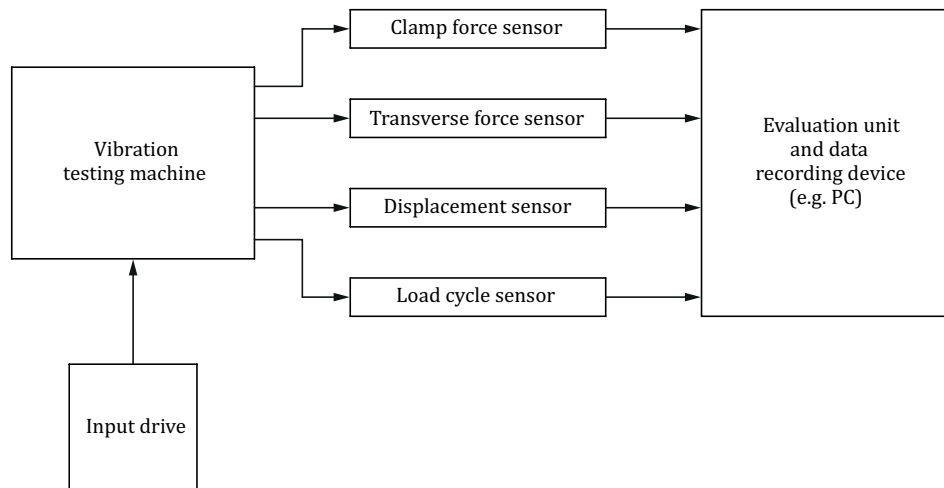 Clamp force sensor
Transverse force sensor
Vibration
testing machine
Displacement sensor
Load cycle sensor
Evaluation unit
and data
recording device
(e.g. PC)
Input drive